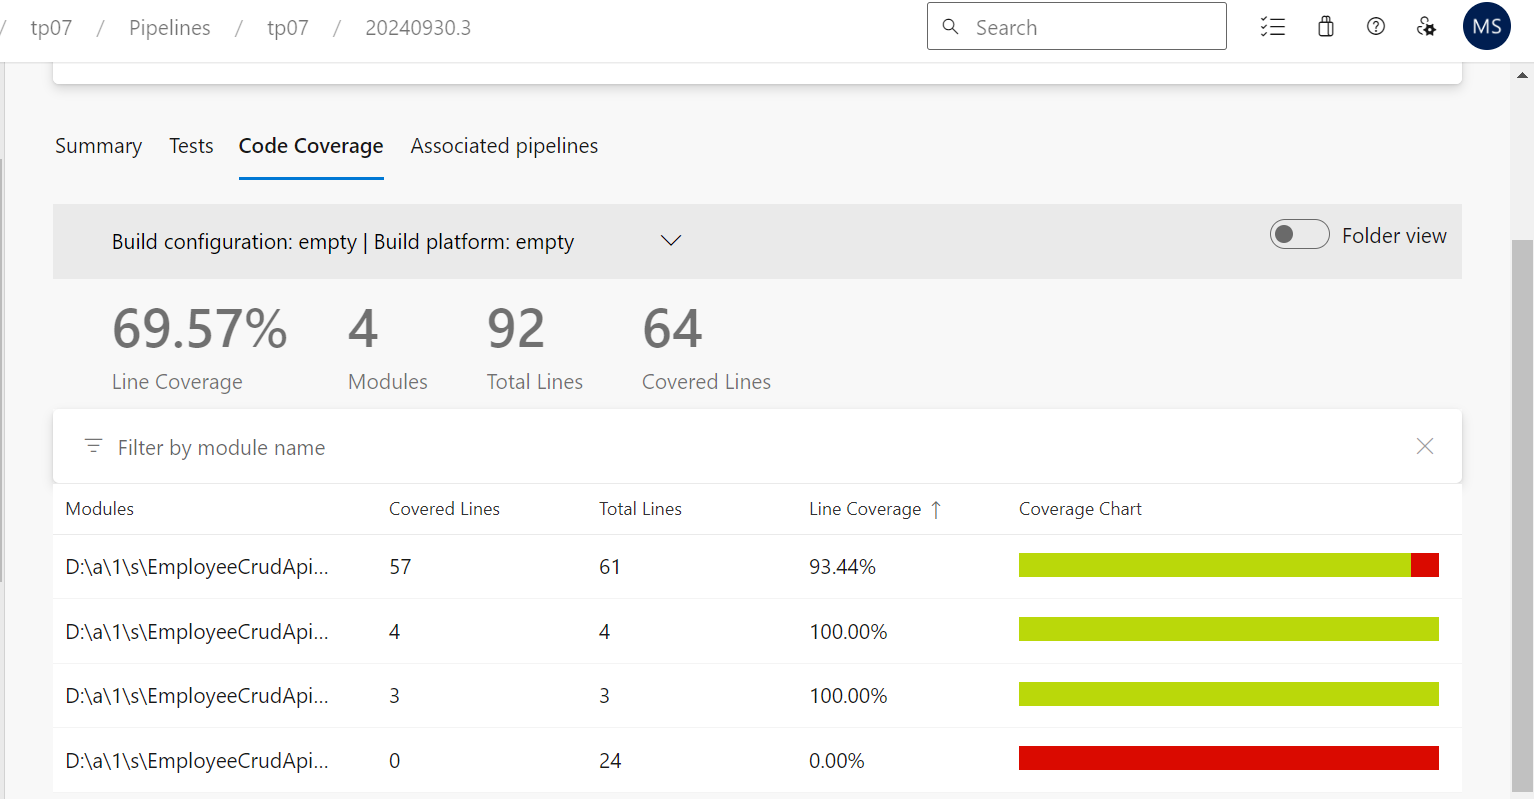 / tp07 / Pipelines / tp07 / 20240930.3
Search
MS
Summary Tests Code Coverage Associated pipelines
Build configuration: empty | Build platform: empty
Folder view
69.57% 4 92 64
Line Coverage Modules Total Lines Covered Lines
Filter by module name
Modules Covered Lines Total Lines Line Coverage Coverage Chart
D:\a\1\s\EmployeeCrudApi... 57 61 93.44%
D:\a\1\s\EmployeeCrudApi... 4 4 100.00%
D:\a\1\s\EmployeeCrudApi... 3 3 100.00%
D:\a\1\s\EmployeeCrudApi... 0 24 0.00%